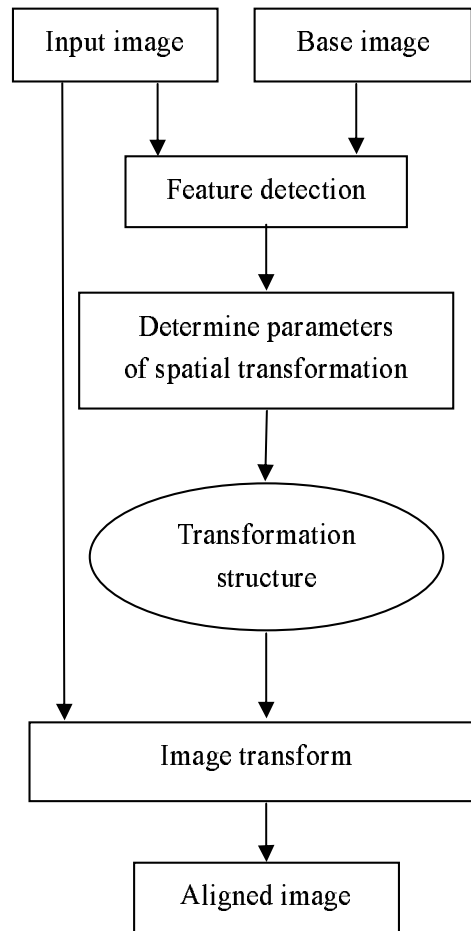 Input image
Base image
Feature detection
Determine parameters
of spatial transformation
Transformation
structure
Image transform
Aligned image